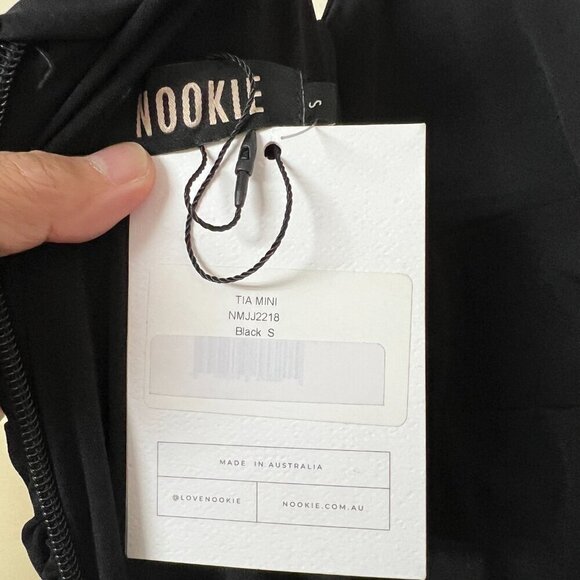 NOOKIE
S
TIA MINI
NMJJ2218
Black S
MADE IN AUSTRALIA
@LOVENOOKIE
NOOKIE.COM.AU